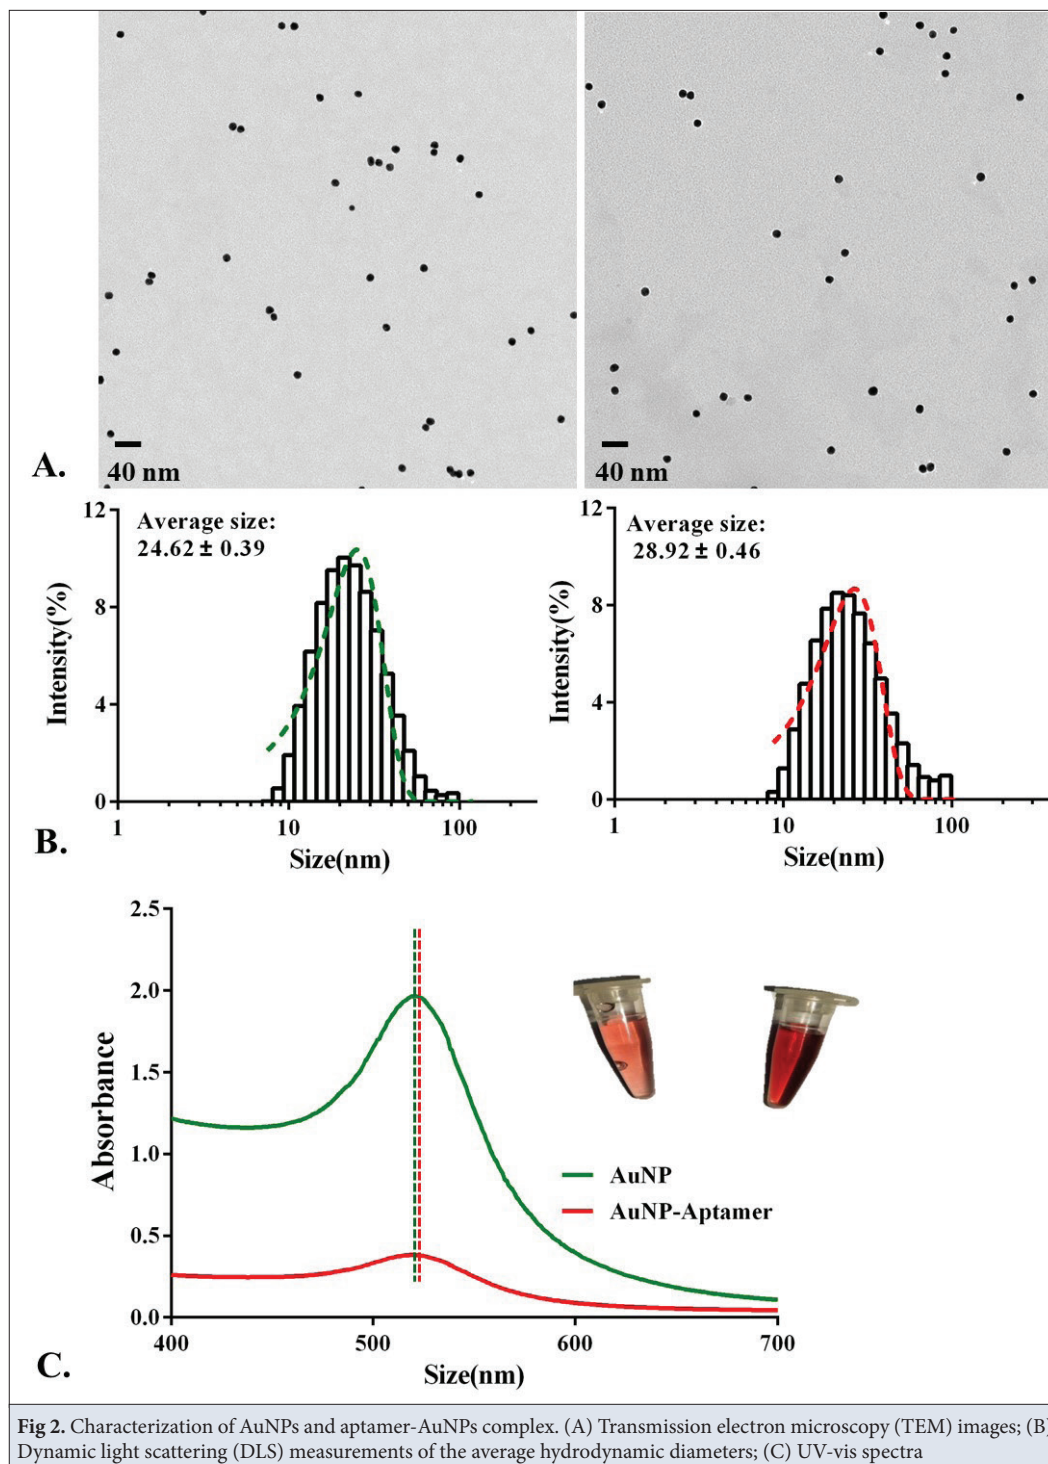 40 nm
40 nm
A.
12
8
4
0
Intensity(%)
Average size:
24.62 ± 0.39
1
10
100
Size(nm)
12
8
4
0
Intensity(%)
Average size:
28.92 ± 0.46
1
10
100
Size(nm)
B.
2.5
2.0
1.5
1.0
0.5
0.0
Absorbance
AuNP
AuNP-Aptamer
400
500
600
700
Size(nm)
C.
Fig 2. Characterization of AuNPs and aptamer-AuNPs complex. (A) Transmission electron microscopy (TEM) images; (B)
Dynamic light scattering (DLS) measurements of the average hydrodynamic diameters; (C) UV-vis spectra